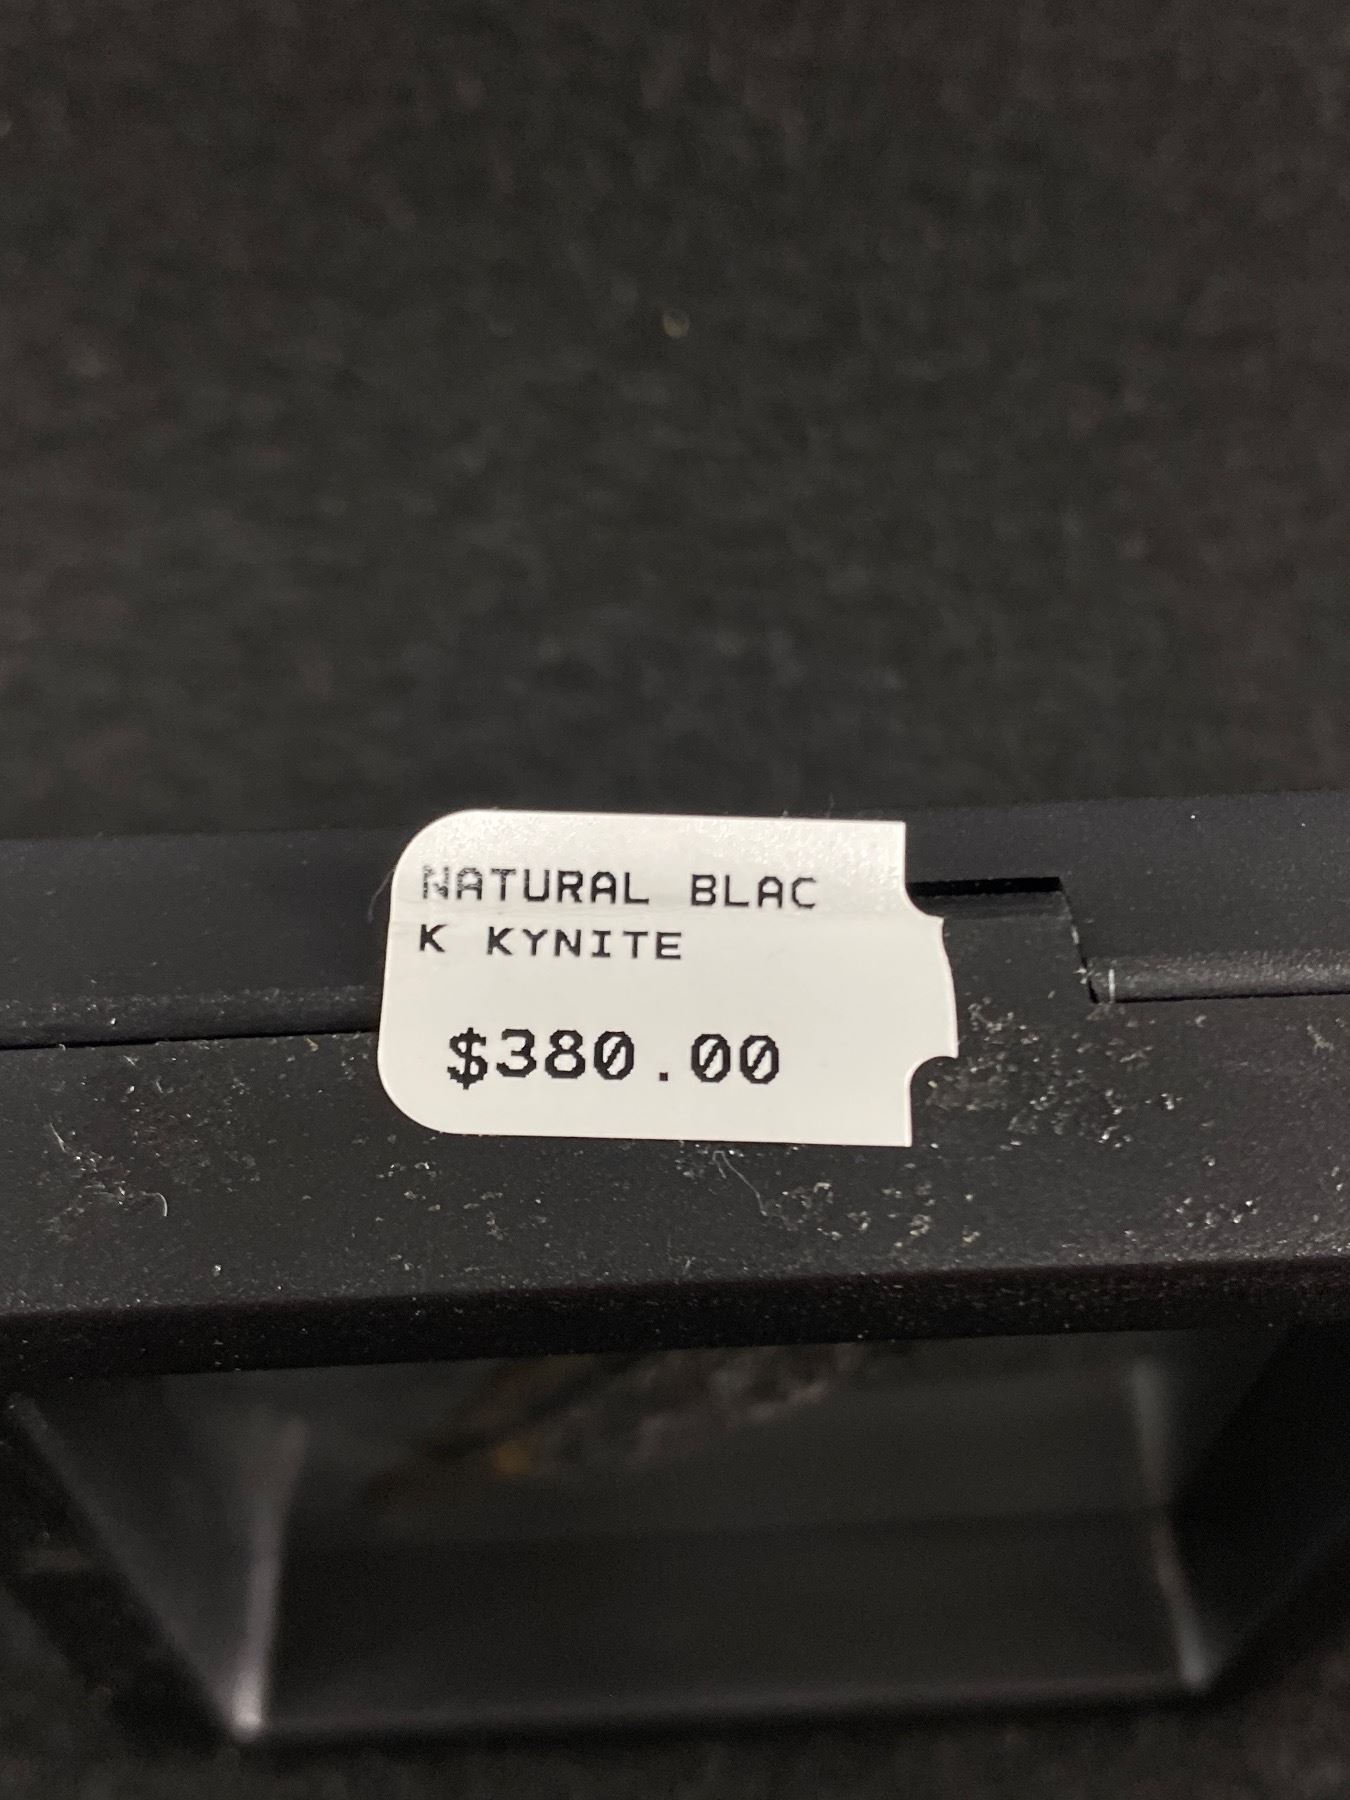 NATURAL BLAC
K KYNITE
$380.00